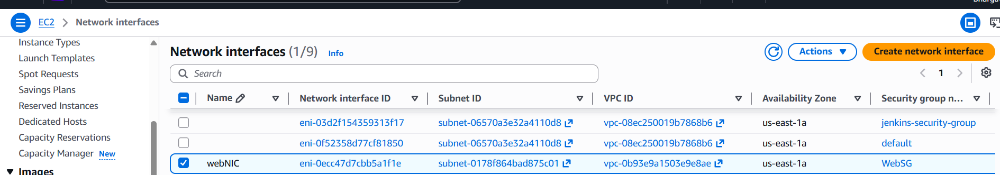 EC2 > Network interfaces
Instance Types
Launch Templates
Spot Requests
Savings Plans
Reserved Instances
Dedicated Hosts
Capacity Reservations
Capacity Manager New
Images
Network interfaces (1/9) Info
Actions
Create network interface
Search
1
Name Network interface ID Subnet ID VPC ID Availability Zone Security group n...
eni-03d2f154359313f17 subnet-06570a3e32a4110d8 vpc-08ec250019b7868b6 us-east-1a jenkins-security-group
eni-0f52358d77cf81850 subnet-06570a3e32a4110d8 vpc-08ec250019b7868b6 us-east-1a default
webNIC eni-0ecc47d7cbb5a1f1e subnet-0178f864bad875c01 vpc-0b93e9a1503e9e8ae us-east-1a WebSG